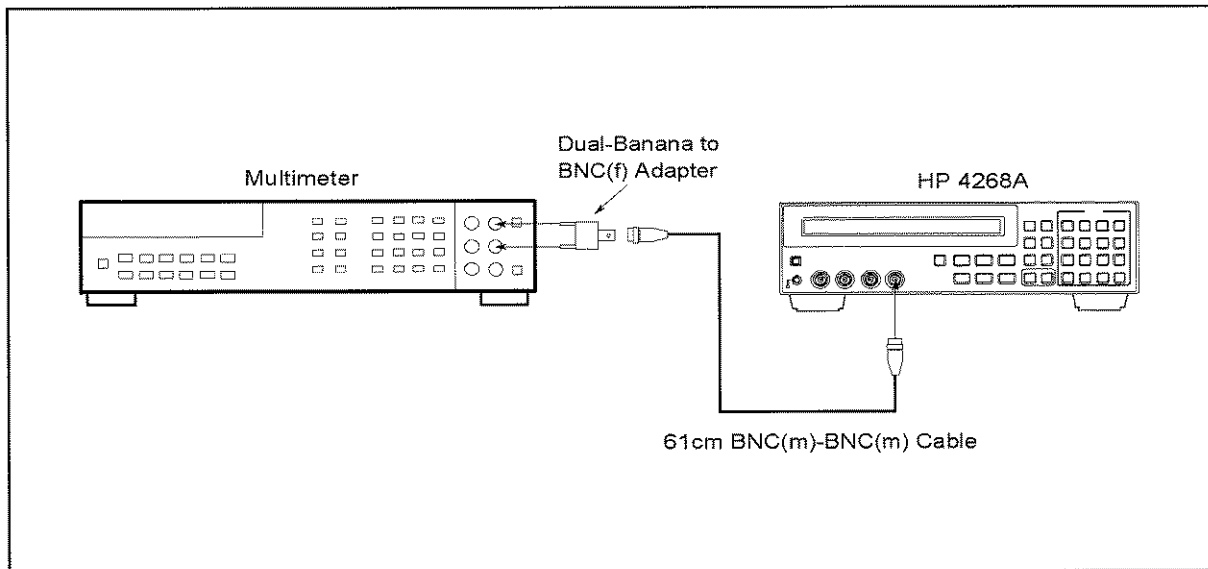 Dual-Banana to
BNC(f) Adapter
Multimeter
HP 4268A
61cm BNC(m)-BNC(m) Cable